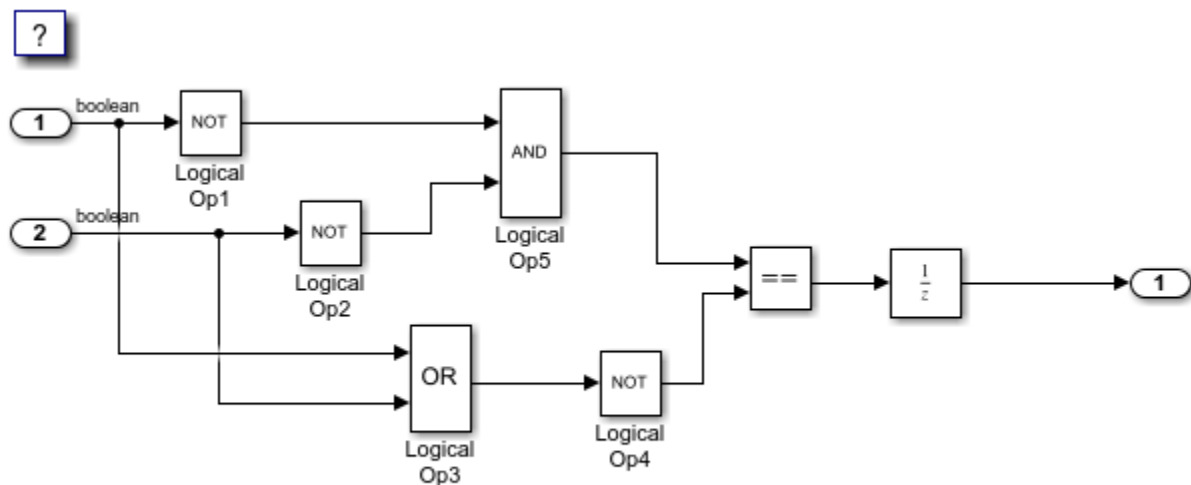 ?
boolean
1
NOT
Logical
Op1
AND
Logical
Op5
boolean
2
NOT
Logical
Op2
==
1
z
1
OR
Logical
Op3
NOT
Logical
Op4